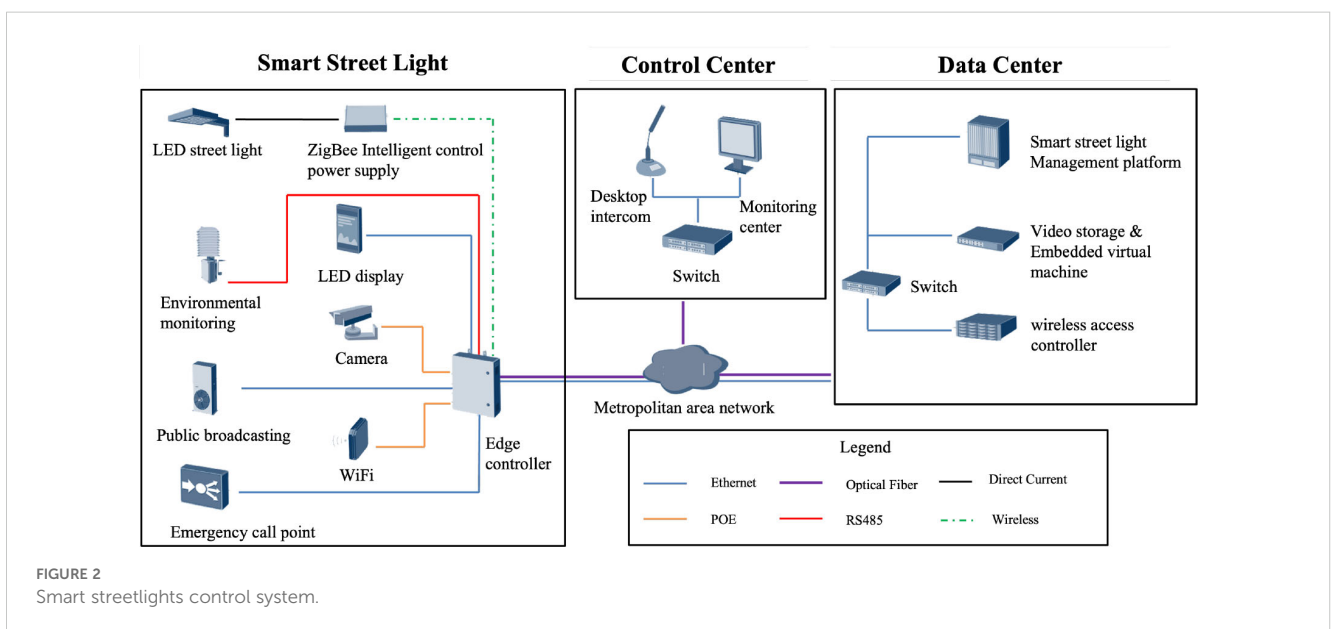 Smart Street Light
Control Center
Data Center
LED street light
ZigBee Intelligent control
power supply
LED display
Environmental
monitoring
Camera
Public broadcasting
WiFi
Edge
controller
Emergency call point
Desktop
intercom
Monitoring
center
Switch
Smart street light
Management platform
Video storage &
Embedded virtual
machine
Switch
wireless access
controller
Metropolitan area network
Legend
Ethernet
Optical Fiber
Direct Current
POE
RS485
Wireless
FIGURE 2
Smart streetlights control system.